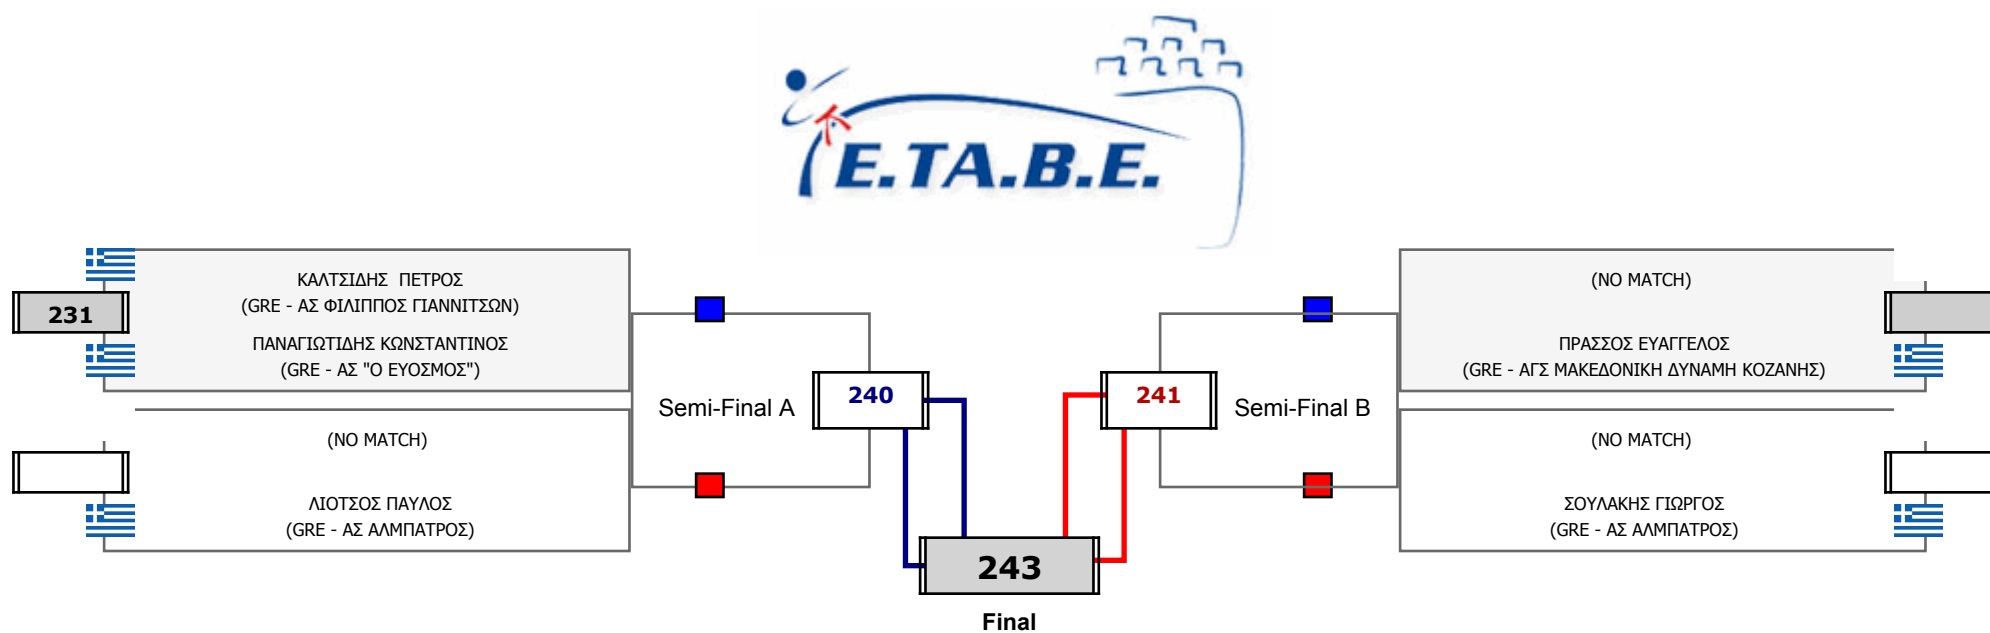 E.TA.B.E.
ΚΑΛΤΣΙΔΗΣ  ΠΕΤΡΟΣ
(GRE - ΑΣ ΦΙΛΙΠΠΟΣ ΓΙΑΝΝΙΤΣΩΝ)
231
ΠΑΝΑΓΙΩΤΙΔΗΣ ΚΩΝΣΤΑΝΤΙΝΟΣ
(GRE - ΑΣ "Ο ΕΥΟΣΜΟΣ")
(NO MATCH)
ΛΙΟΤΣΟΣ ΠΑΥΛΟΣ
(GRE - ΑΣ ΑΛΜΠΑΤΡΟΣ)
Semi-Final A
240
241
Semi-Final B
(NO MATCH)
ΠΡΑΣΣΟΣ ΕΥΑΓΓΕΛΟΣ
(GRE - ΑΓΣ ΜΑΚΕΔΟΝΙΚΗ ΔΥΝΑΜΗ ΚΟΖΑΝΗΣ)
(NO MATCH)
ΣΟΥΛΑΚΗΣ ΓΙΩΡΓΟΣ
(GRE - ΑΣ ΑΛΜΠΑΤΡΟΣ)
243
Final